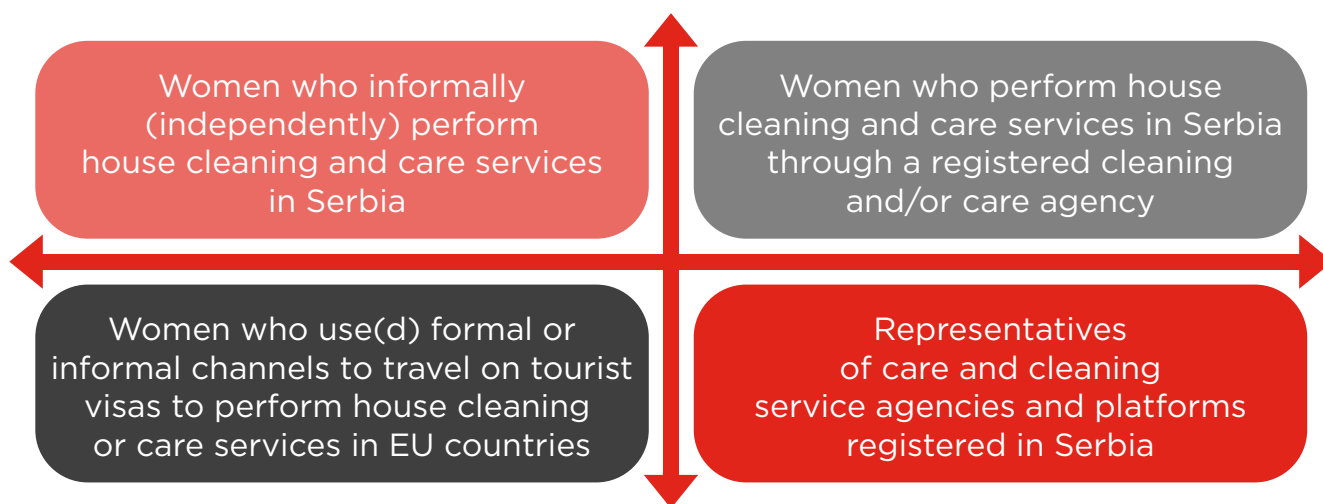 Women who informally
(independently) perform
house cleaning and care services
in Serbia
Women who perform house
cleaning and care services in Serbia
through a registered cleaning
and/or care agency
Women who use(d) formal or
informal channels to travel on tourist
visas to perform house cleaning
or care services in EU countries
Representatives
of care and cleaning
service agencies and platforms
registered in Serbia